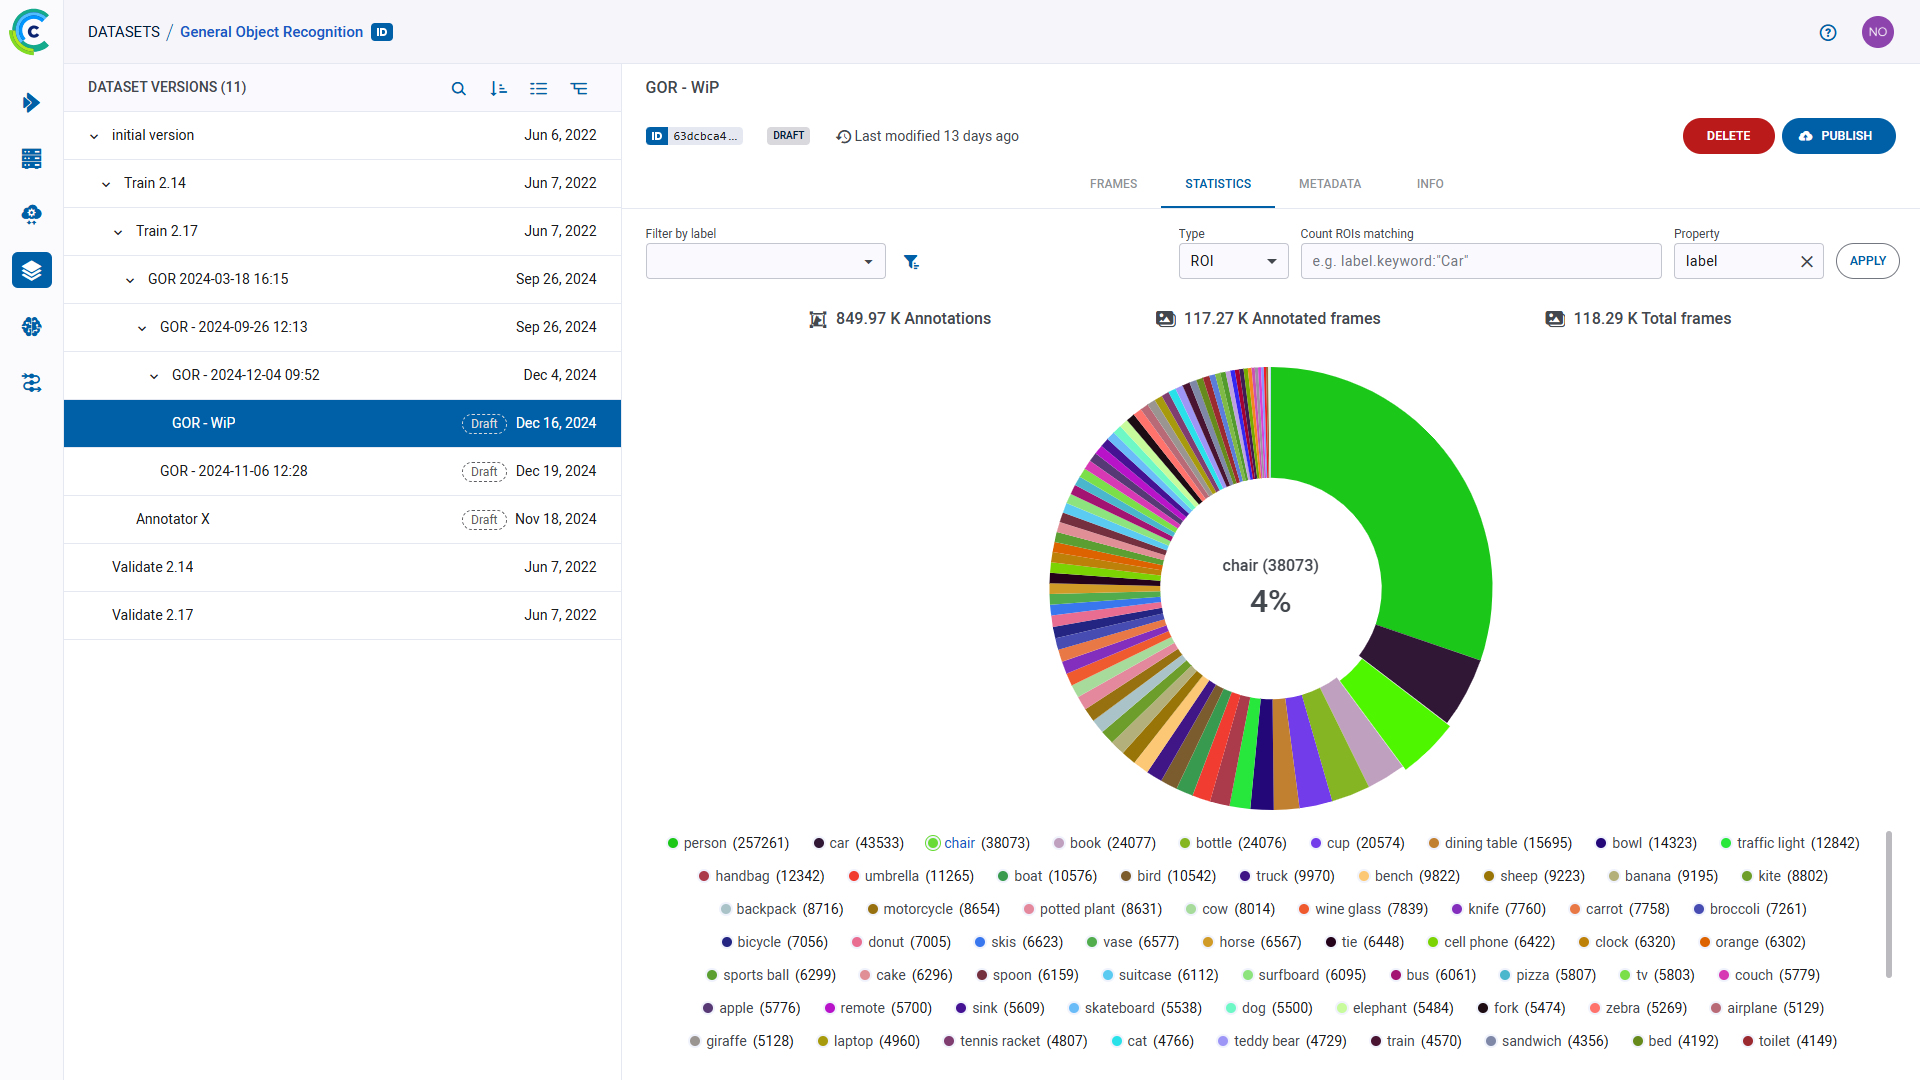 DATASETS / General Object Recognition ID
NO
DATASET VERSIONS (11)
initial version Jun 6, 2022
Train 2.14 Jun 7, 2022
Train 2.17 Jun 7, 2022
GOR 2024-03-18 16:15 Sep 26, 2024
GOR - 2024-09-26 12:13 Sep 26, 2024
GOR - 2024-12-04 09:52 Dec 4, 2024
GOR - WiP Draft Dec 16, 2024
GOR - 2024-11-06 12:28 Draft Dec 19, 2024
Annotator X Draft Nov 18, 2024
Validate 2.14 Jun 7, 2022
Validate 2.17 Jun 7, 2022
GOR - WiP
ID 63dcbca4... DRAFT Last modified 13 days ago DELETE PUBLISH
FRAMES STATISTICS METADATA INFO
Filter by label Type Count ROIs matching Property
ROI e.g. label.keyword:"Car" label APPLY
849.97 K Annotations 117.27 K Annotated frames 118.29 K Total frames
chair (38073)
4%
person (257261) car (43533) chair (38073) book (24077) bottle (24076) cup (20574) dining table (15695) bowl (14323) traffic light (12842)
handbag (12342) umbrella (11265) boat (10576) bird (10542) truck (9970) bench (9822) sheep (9223) banana (9195) kite (8802)
backpack (8716) motorcycle (8654) potted plant (8631) cow (8014) wine glass (7839) knife (7760) carrot (7758) broccoli (7261)
bicycle (7056) donut (7005) skis (6623) vase (6577) horse (6567) tie (6448) cell phone (6422) clock (6320) orange (6302)
sports ball (6299) cake (6296) spoon (6159) suitcase (6112) surfboard (6095) bus (6061) pizza (5807) tv (5803) couch (5779)
apple (5776) remote (5700) sink (5609) skateboard (5538) dog (5500) elephant (5484) fork (5474) zebra (5269) airplane (5129)
giraffe (5128) laptop (4960) tennis racket (4807) cat (4766) teddy bear (4729) train (4570) sandwich (4356) bed (4192) toilet (4149)